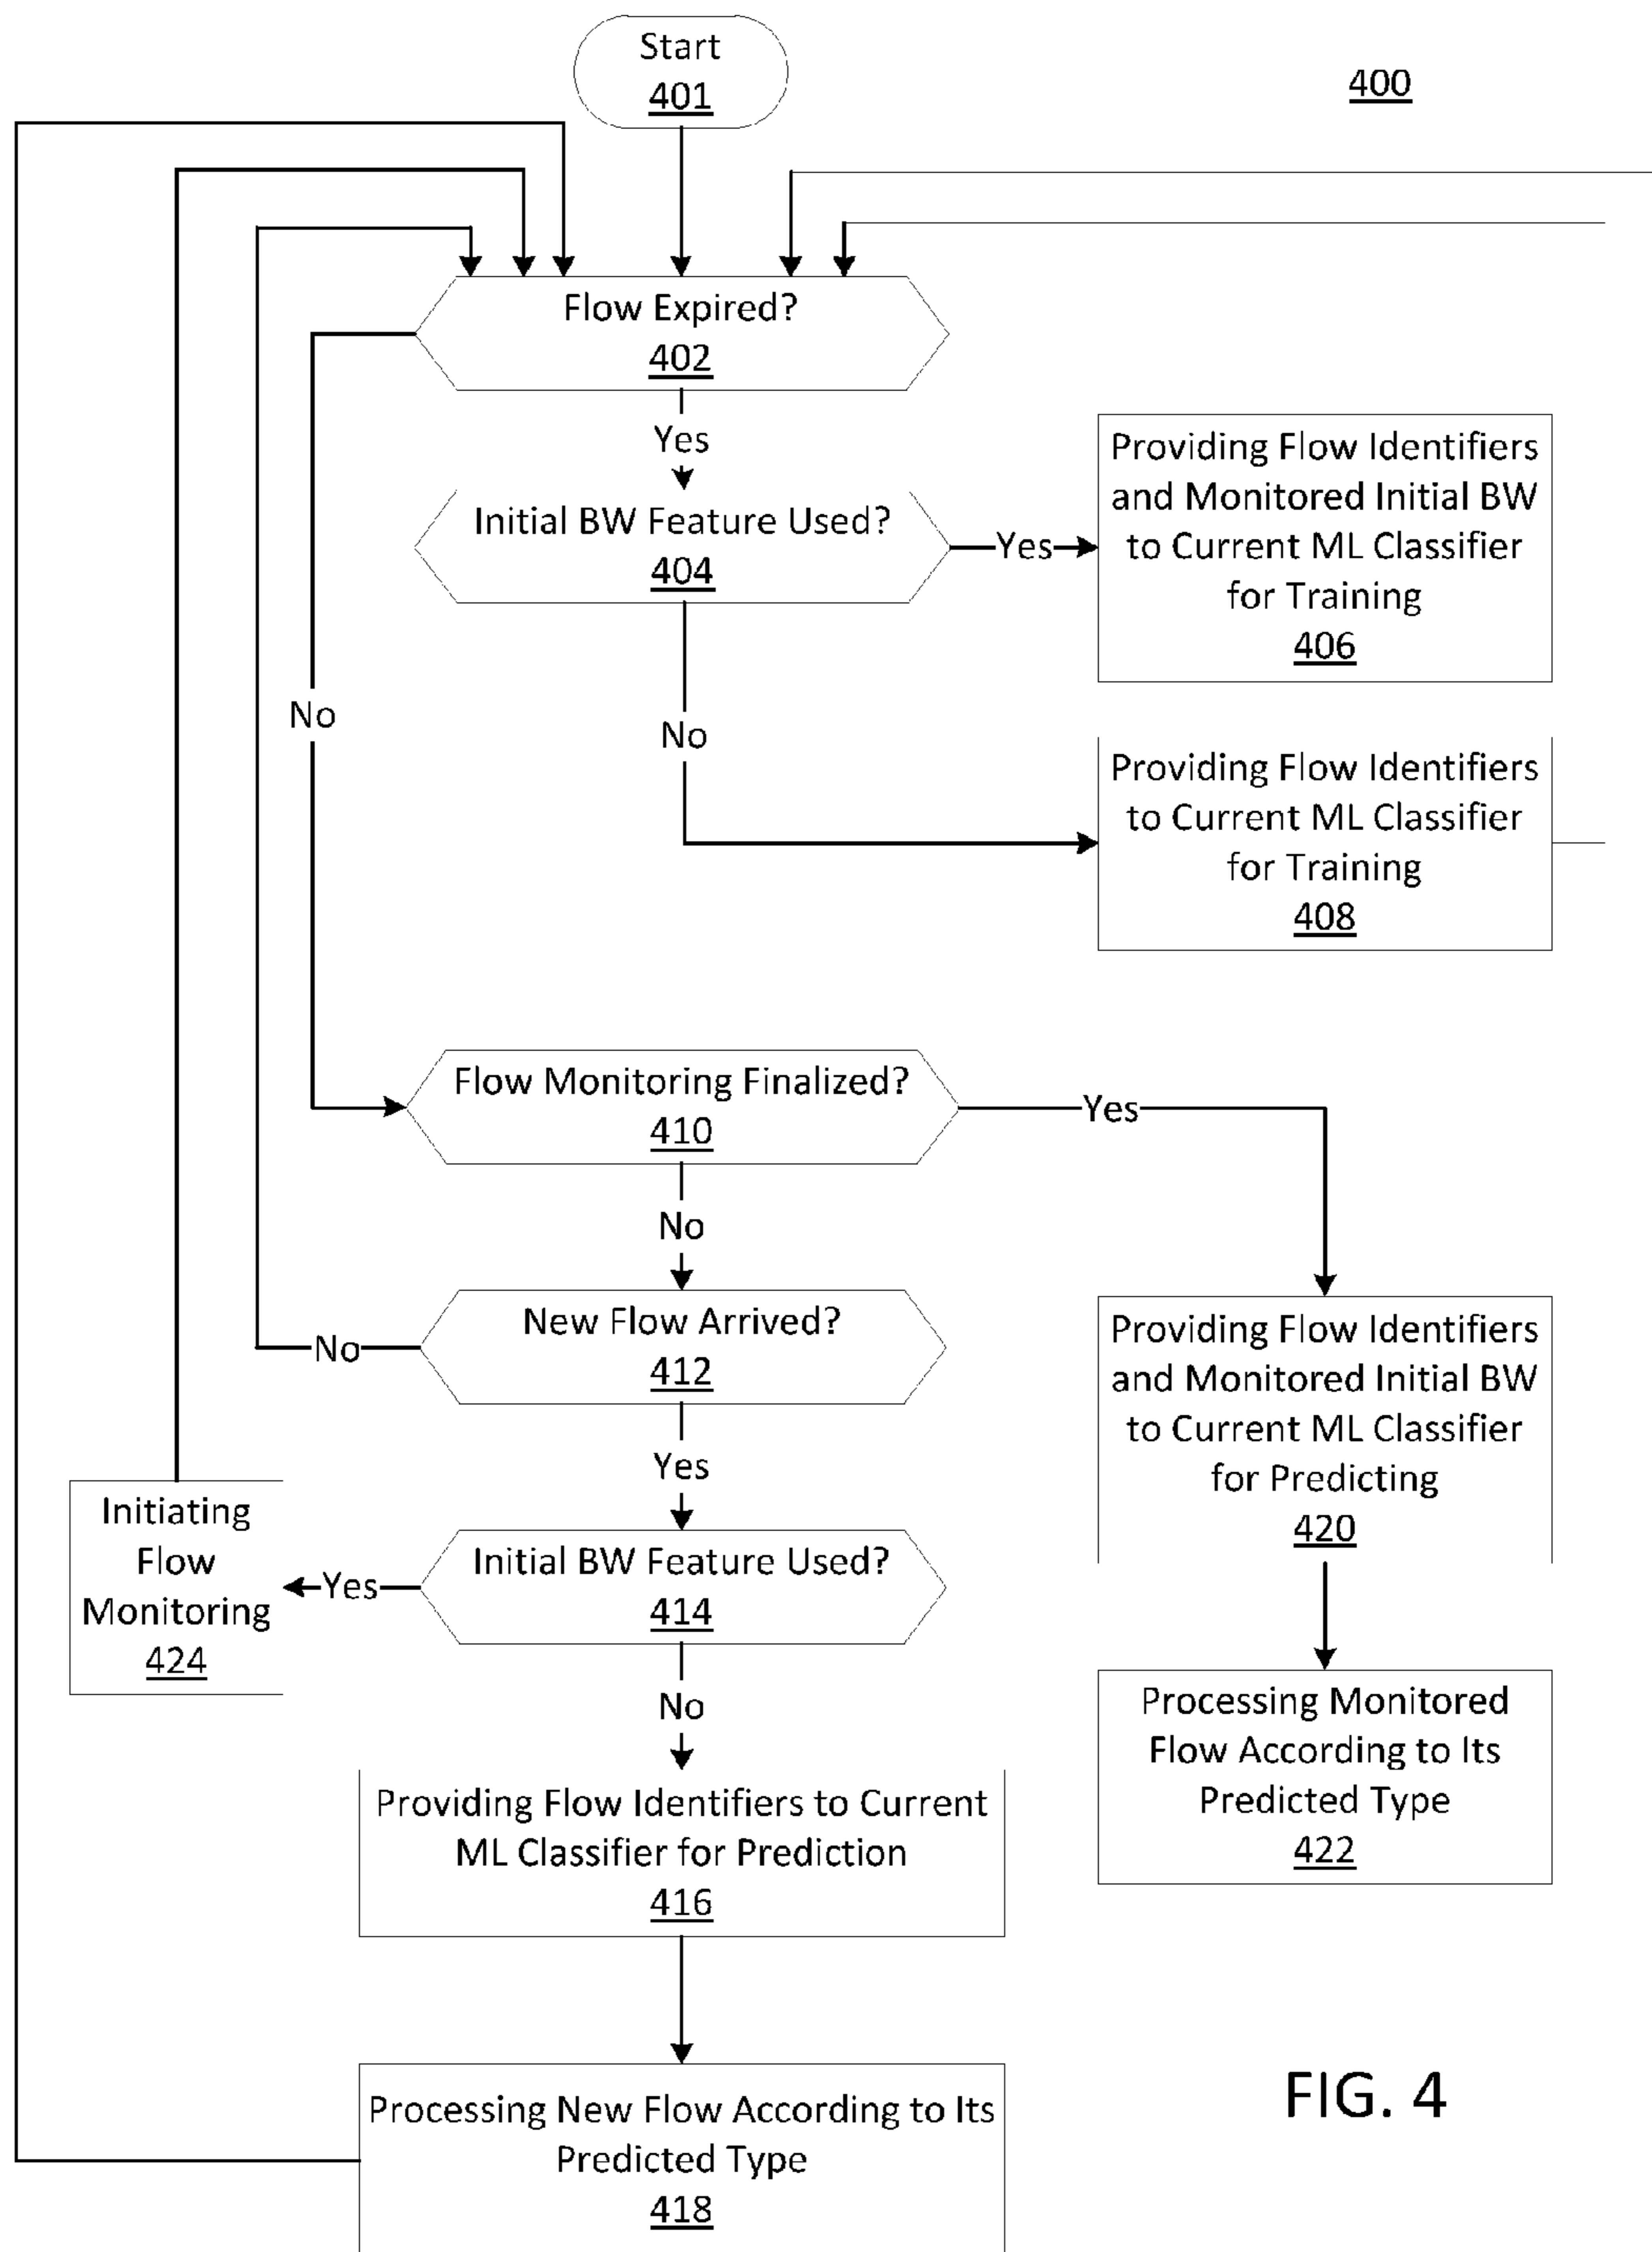 Start
401
400
Flow Expired?
402
Yes
Initial BW Feature Used?
404
Yes
Providing Flow Identifiers
and Monitored Initial BW
to Current ML Classifier
for Training
406
No
No
Providing Flow Identifiers
to Current ML Classifier
for Training
408
Flow Monitoring Finalized?
410
Yes
No
New Flow Arrived?
412
No
Yes
Providing Flow Identifiers
and Monitored Initial BW
to Current ML Classifier
for Predicting
420
Initial BW Feature Used?
414
Yes
Initiating
Flow
Monitoring
424
No
Processing Monitored
Flow According to Its
Predicted Type
422
Providing Flow Identifiers to Current
ML Classifier for Prediction
416
Processing New Flow According to Its
Predicted Type
418
FIG. 4